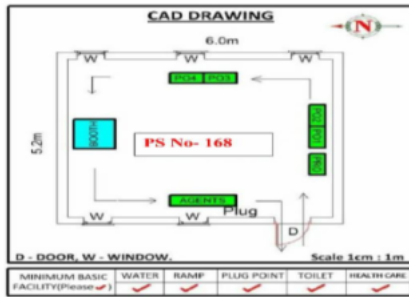 CAD DRAWING
N
6.0m
W W W
PO4 PO3
5.2m
BOOTH
PS No- 168
PO2
PO1
PRO
AGENTS
Plug
W W
D
D - DOOR, W - WINDOW. Scale 1cm : 1m
MINIMUM BASIC FACILITY(Please✓) WATER RAMP PLUG POINT TOILET HEALTH CARE
✓ ✓ ✓ ✓ ✓